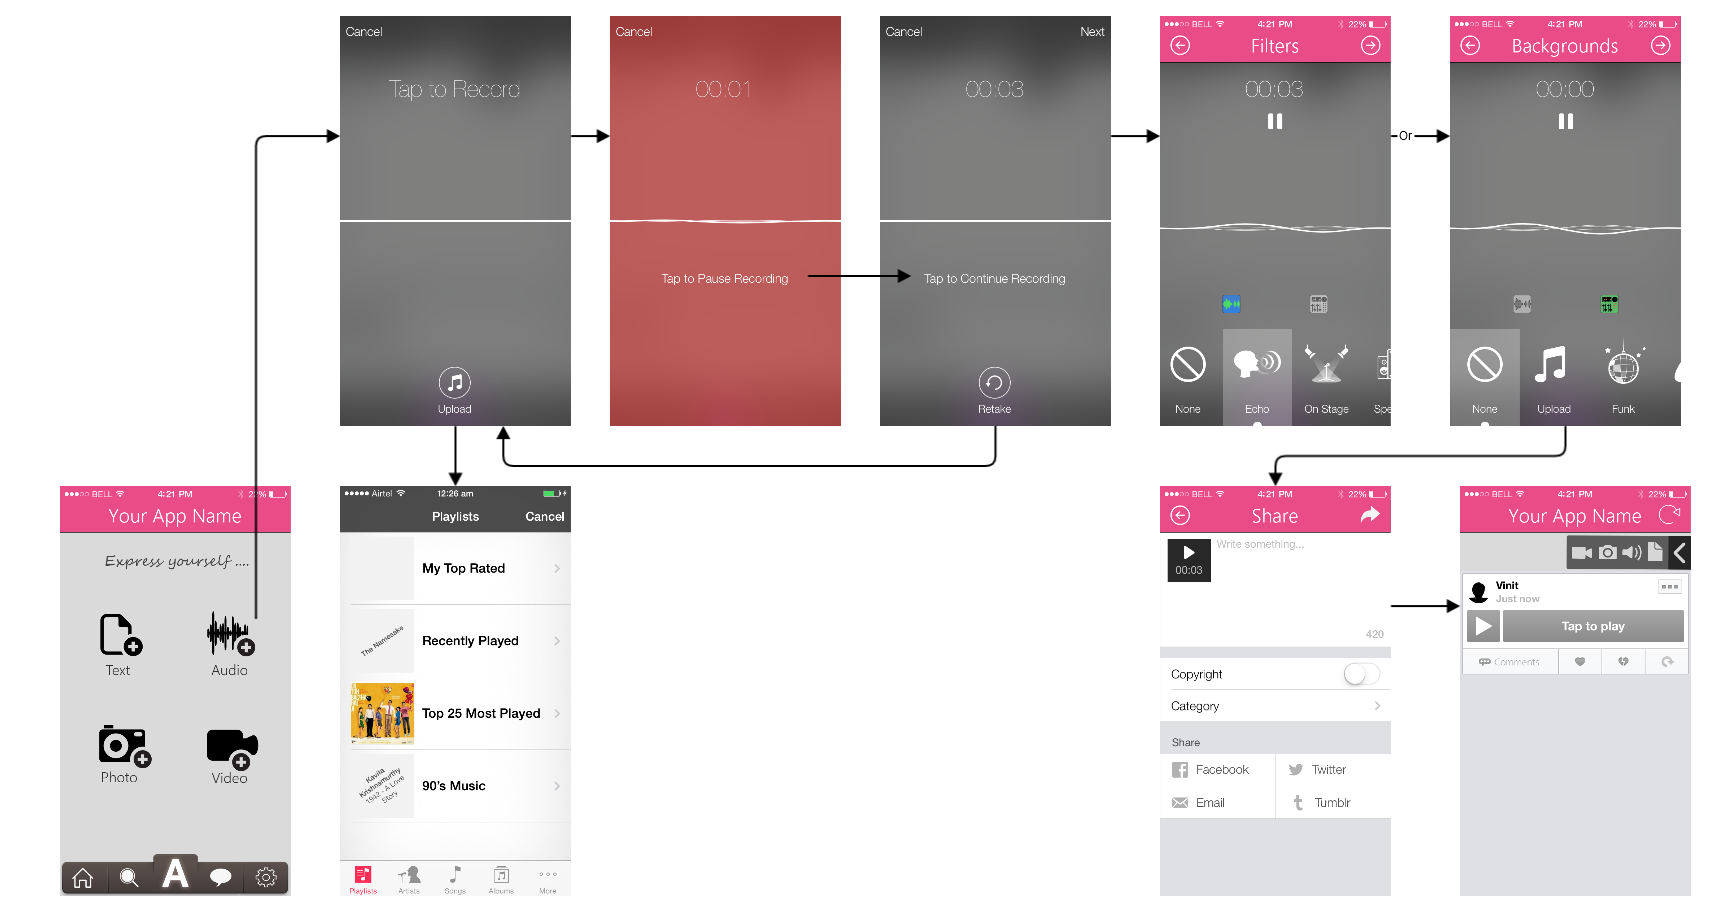 Cancel
Tap to Record
Upload
Cancel
00:01
Tap to Pause Recording
Cancel
Next
00:03
Tap to Continue Recording
Retake
BELL
4:21 PM
22%
Filters
00:03
None
Echo
On Stage
Spe
Or
BELL
4:21 PM
22%
Backgrounds
00:00
None
Upload
Funk
BELL
4:21 PM
22%
Your App Name
Express yourself ....
Text
Audio
Photo
Video
A
Airtel
12:26 am
Playlists
Cancel
My Top Rated
The Namesake
Recently Played
Top 25 Most Played
Kavita
Krishnamurthy
1942 - A Love
Story
90's Music
Playlists
Artists
Songs
Albums
More
BELL
4:21 PM
22%
Share
Write something...
00:03
420
Copyright
Category
Share
Facebook
Twitter
Email
Tumblr
BELL
4:21 PM
22%
Your App Name
Vinit
Just now
Tap to play
Comments